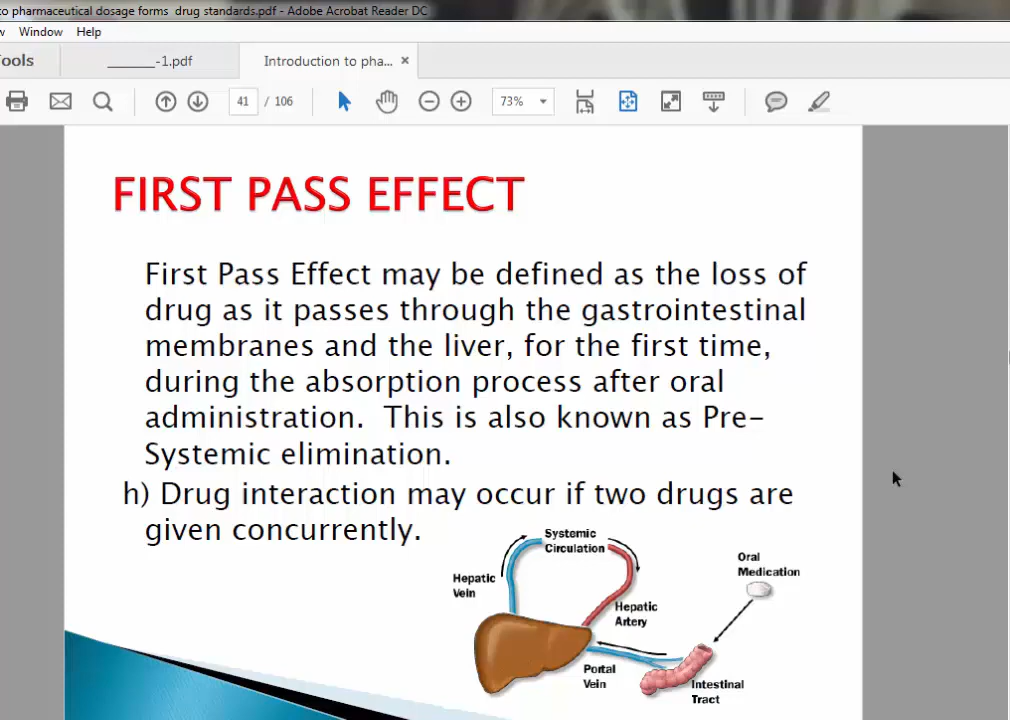 to pharmaceutical dosage forms drug standards.pdf - Adobe Acrobat Reader DC
w Window Help
Tools _______-1.pdf Introduction to pha... ×
41 / 106 73%
FIRST PASS EFFECT
First Pass Effect may be defined as the loss of
drug as it passes through the gastrointestinal
membranes and the liver, for the first time,
during the absorption process after oral
administration. This is also known as Pre-
Systemic elimination.
h) Drug interaction may occur if two drugs are
given concurrently.
Systemic
Circulation
Oral
Medication
Hepatic
Vein
Hepatic
Artery
Portal
Vein
Intestinal
Tract